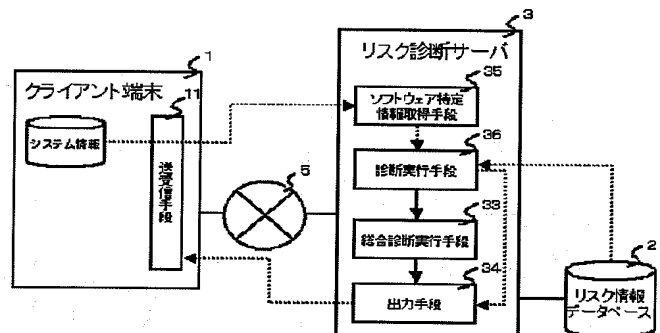 1
クライアント端末
11
システム情報
送受信手段
5
3
リスク診断サーバ
35
ソフトウェア特定
情報取得手段
36
診断実行手段
33
総合診断実行手段
34
出力手段
2
リスク情報
データベース